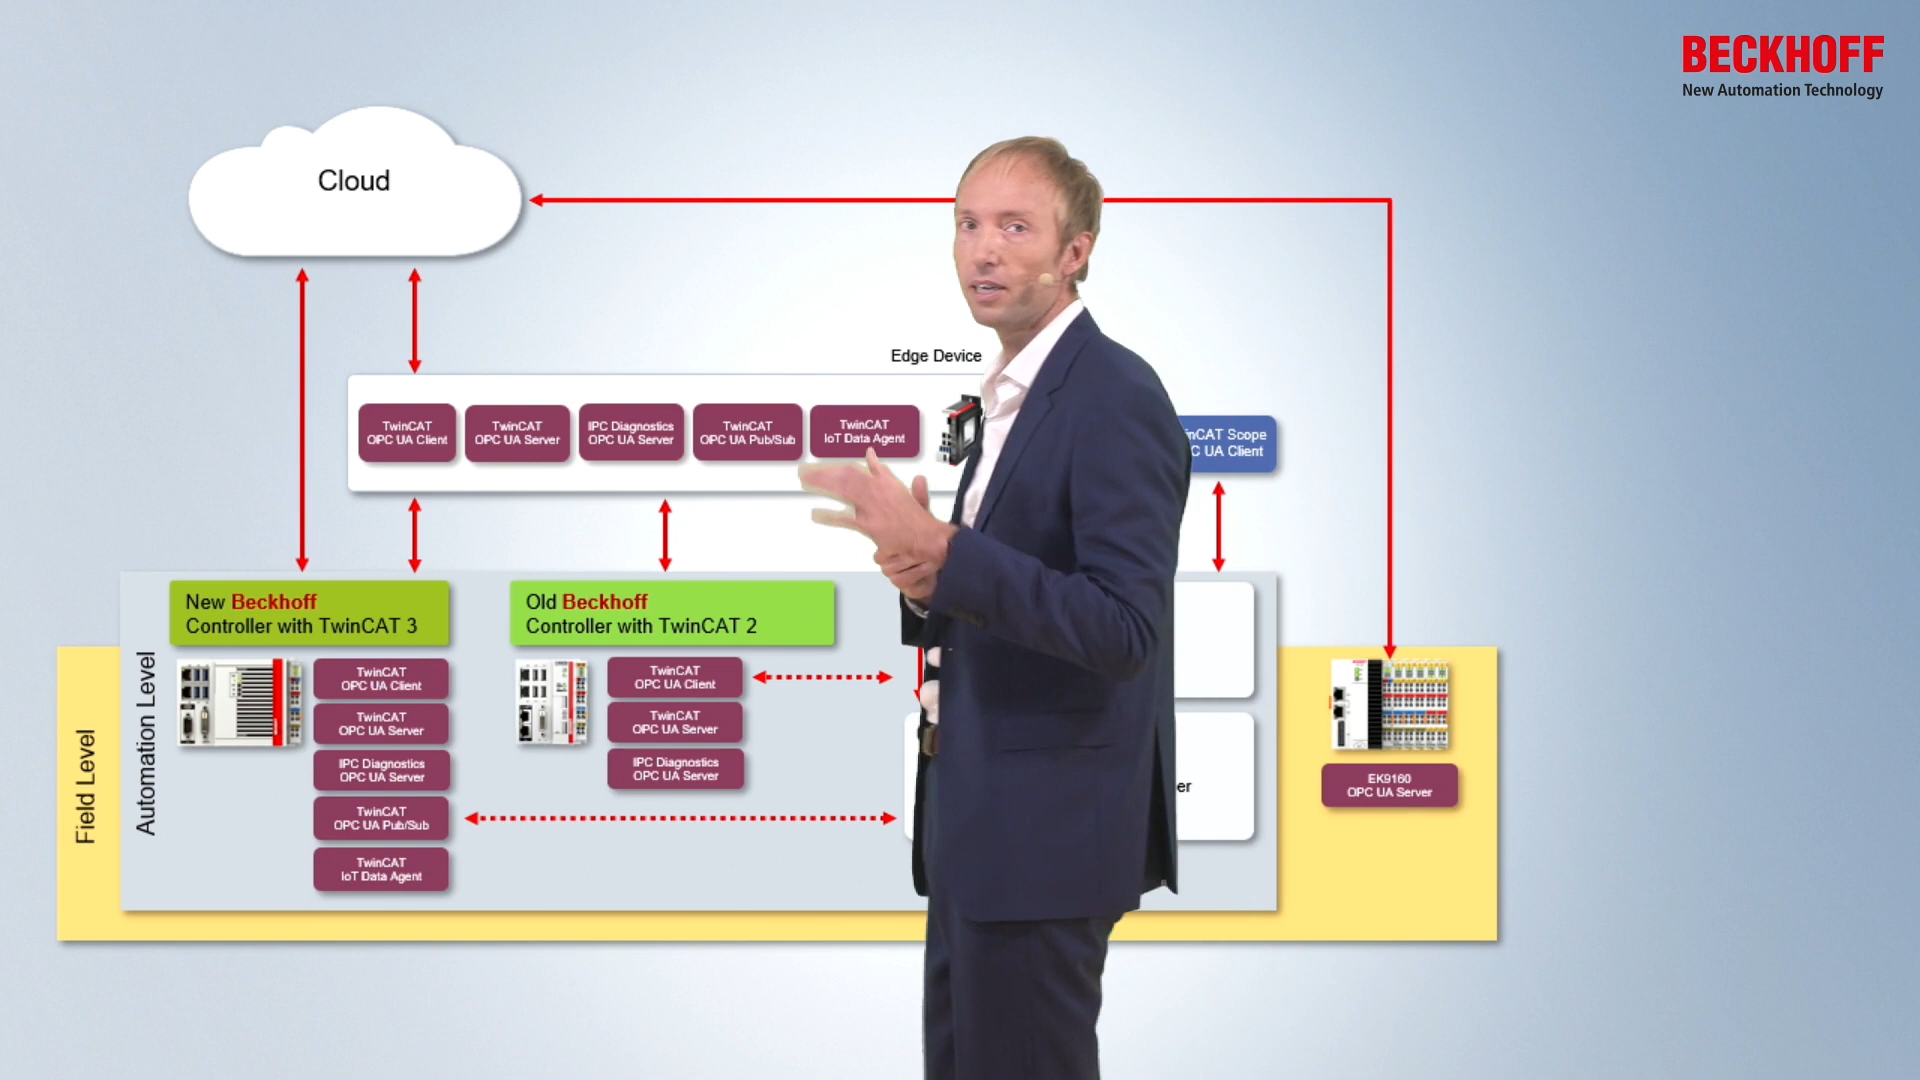 BECKHOFF
New Automation Technology
Cloud
Edge Device
TwinCAT
OPC UA Client
TwinCAT
OPC UA Server
IPC Diagnostics
OPC UA Server
TwinCAT
OPC UA Pub/Sub
TwinCAT
IoT Data Agent
Scope
UA Client
New Beckhoff
Controller with TwinCAT 3
Old Beckhoff
Controller with TwinCAT 2
Field Level
Automation Level
TwinCAT
OPC UA Client
TwinCAT
OPC UA Server
IPC Diagnostics
OPC UA Server
TwinCAT
OPC UA Pub/Sub
TwinCAT
IoT Data Agent
TwinCAT
OPC UA Client
TwinCAT
OPC UA Server
IPC Diagnostics
OPC UA Server
EK9160
OPC UA Server